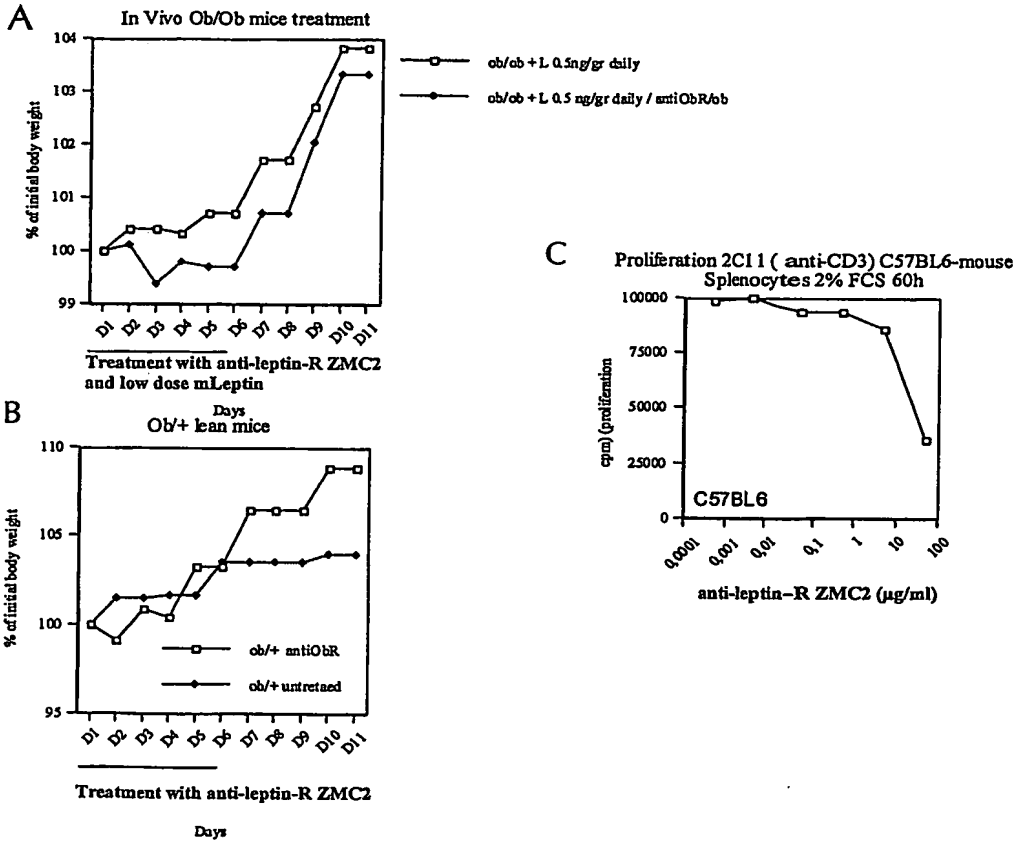 A
In Vivo Ob/Ob mice treatment
104
103
102
101
100
99
% of initial body weight
ob/ob + L 0.5ng/gr daily
ob/ob + L 0.5 ng/gr daily / antiObR/ob
D1 D2 D3 D4 D5 D6 D7 D8 D9 D10 D11
Treatment with anti-leptin-R ZMC2
and low dose mLeptin
Days
B
Ob/+ lean mice
110
105
100
95
% of initial body weight
ob/+ antiObR
ob/+ untretaed
D1 D2 D3 D4 D5 D6 D7 D8 D9 D10 D11
Treatment with anti-leptin-R ZMC2
Days
C
Proliferation 2C11 ( anti-CD3) C57BL6-mouse
Splenocytes 2% FCS 60h
100000
75000
50000
25000
0
cpm) (proliferation
C57BL6
0,0001 0,001 0,01 0,1 1 10 100
anti-leptin-R ZMC2 (µg/ml)